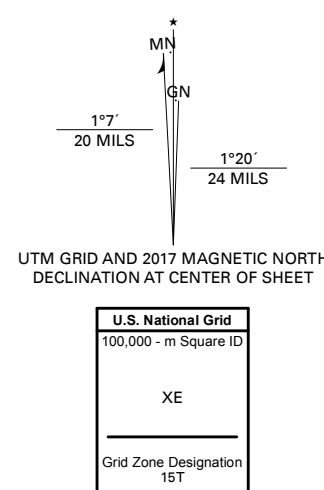 ★
MN
GN
1°7´
20 MILS
1°20´
24 MILS
UTM GRID AND 2017 MAGNETIC NORTH
DECLINATION AT CENTER OF SHEET
U.S. National Grid
100,000 - m Square ID
XE
Grid Zone Designation
15T